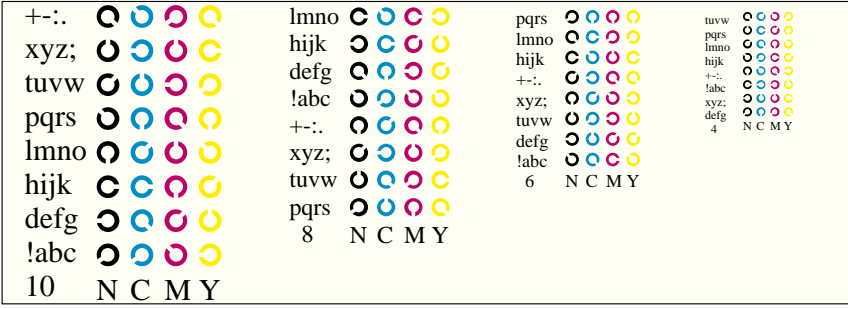 +-:.
xyz;
tuvw
pqrs
lmno
hijk
defg
!abc
10 N C M Y
lmno
hijk
defg
!abc
+-:.
xyz;
tuvw
pqrs
8 N C M Y
pqrs
lmno
hijk
+-:.
xyz;
tuvw
defg
!abc
6 N C M Y
tuvw
pqrs
lmno
hijk
+-:.
!abc
xyz;
defg
4 N C M Y